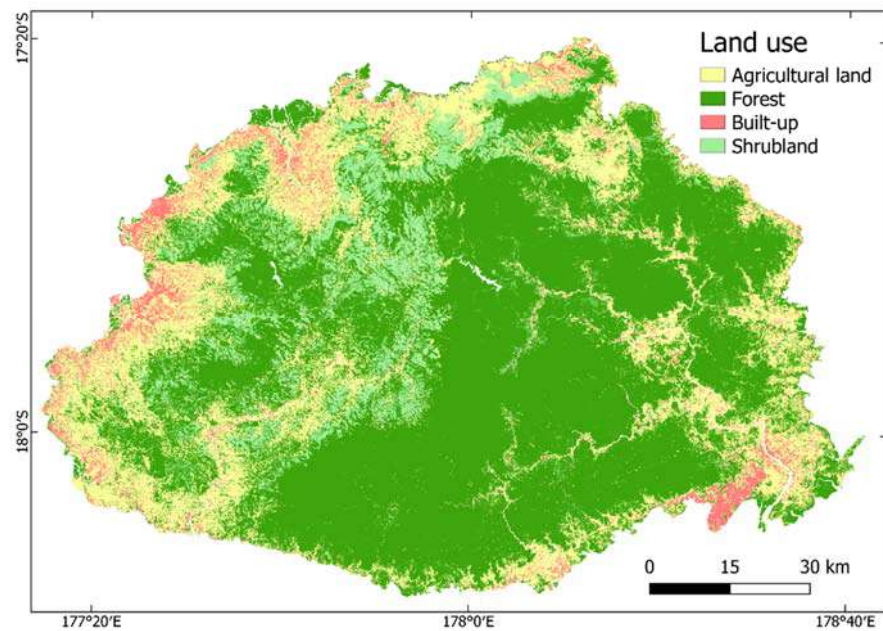 17°20'S
Land use
Agricultural land
Forest
Built-up
Shrubland
18°0'S
0 15 30 km
177°20'E 178°0'E 178°40'E